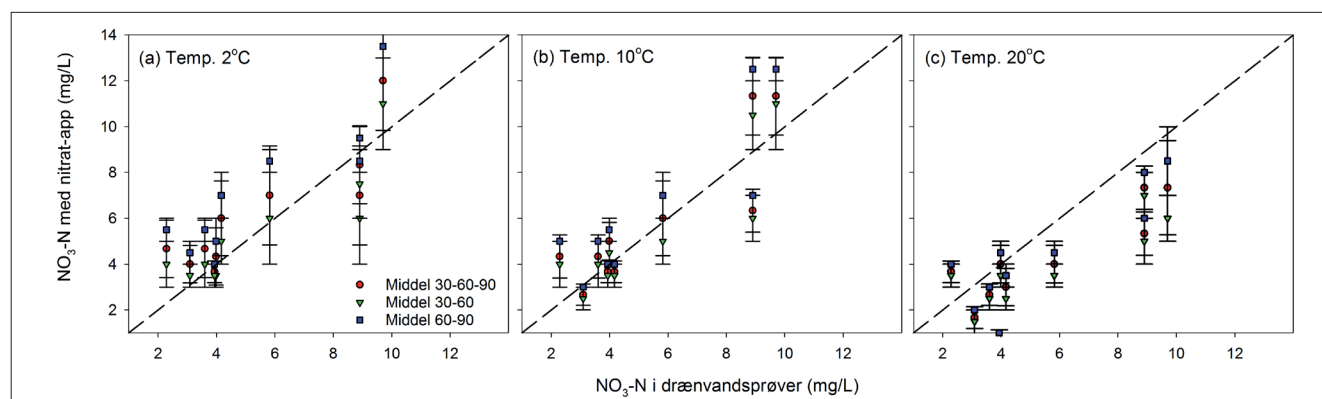 (a) Temp. 2°C
(b) Temp. 10°C
(c) Temp. 20°C
NO3-N med nitrat-app (mg/L)
14
12
10
8
6
4
2
Middel 30-60-90
Middel 30-60
Middel 60-90
2 4 6 8 10 12
2 4 6 8 10 12
2 4 6 8 10 12
NO3-N i drænvandsprøver (mg/L)